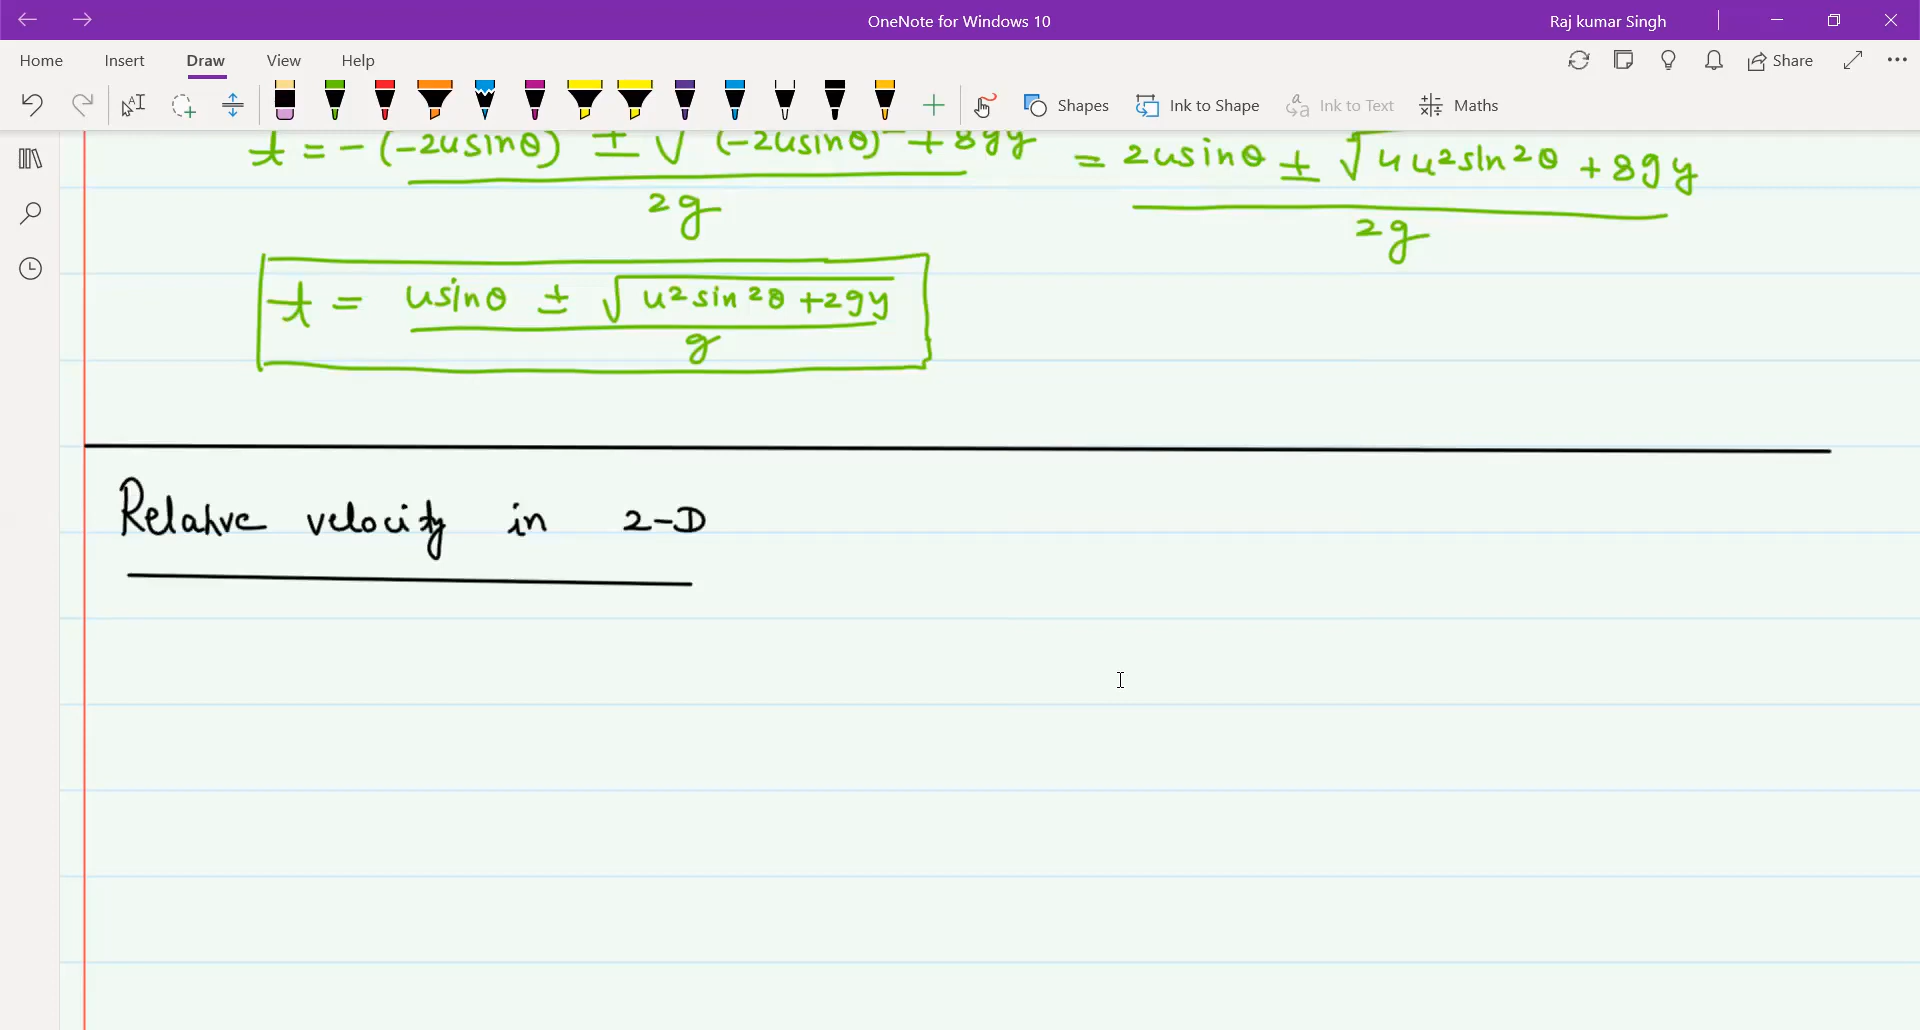 OneNote for Windows 10
Raj kumar Singh
Home Insert Draw View Help
Share
Shapes Ink to Shape Ink to Text Maths
t = -(-2usinθ) ± √(-2usinθ)² + 8gy = 2usinθ ± √4u²sin²θ + 8gy
2g 2g
t = usinθ ± √u²sin²θ + 2gy
g
Relative velocity in 2-D